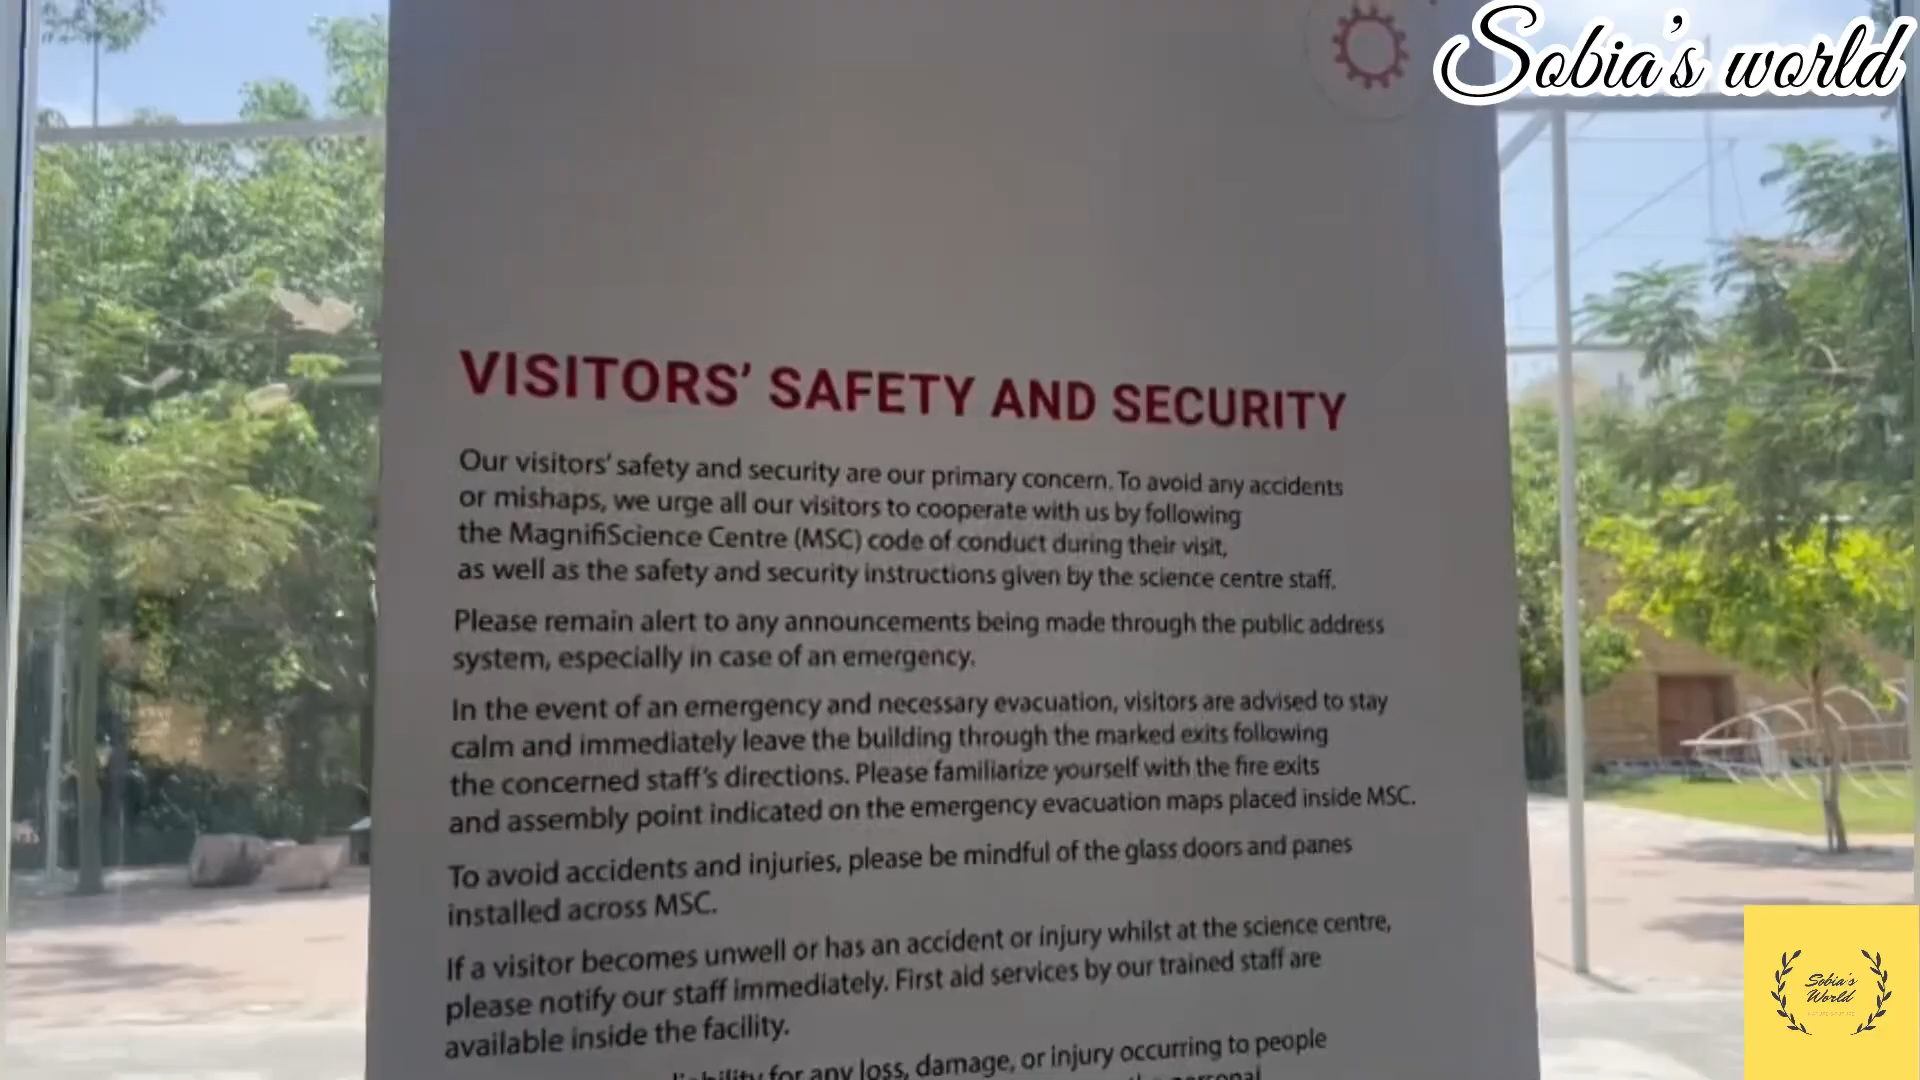 Sobia's world
VISITORS' SAFETY AND SECURITY
Our visitors' safety and security are our primary concern. To avoid any accidents
or mishaps, we urge all our visitors to cooperate with us by following
the MagnifiScience Centre (MSC) code of conduct during their visit,
as well as the safety and security instructions given by the science centre staff.
Please remain alert to any announcements being made through the public address
system, especially in case of an emergency.
In the event of an emergency and necessary evacuation, visitors are advised to stay
calm and immediately leave the building through the marked exits following
the concerned staff's directions. Please familiarize yourself with the fire exits
and assembly point indicated on the emergency evacuation maps placed inside MSC.
To avoid accidents and injuries, please be mindful of the glass doors and panes
installed across MSC.
If a visitor becomes unwell or has an accident or injury whilst at the science centre,
please notify our staff immediately. First aid services by our trained staff are
available inside the facility.
liability for any loss, damage, or injury occurring to people
personal
Sobia's
World